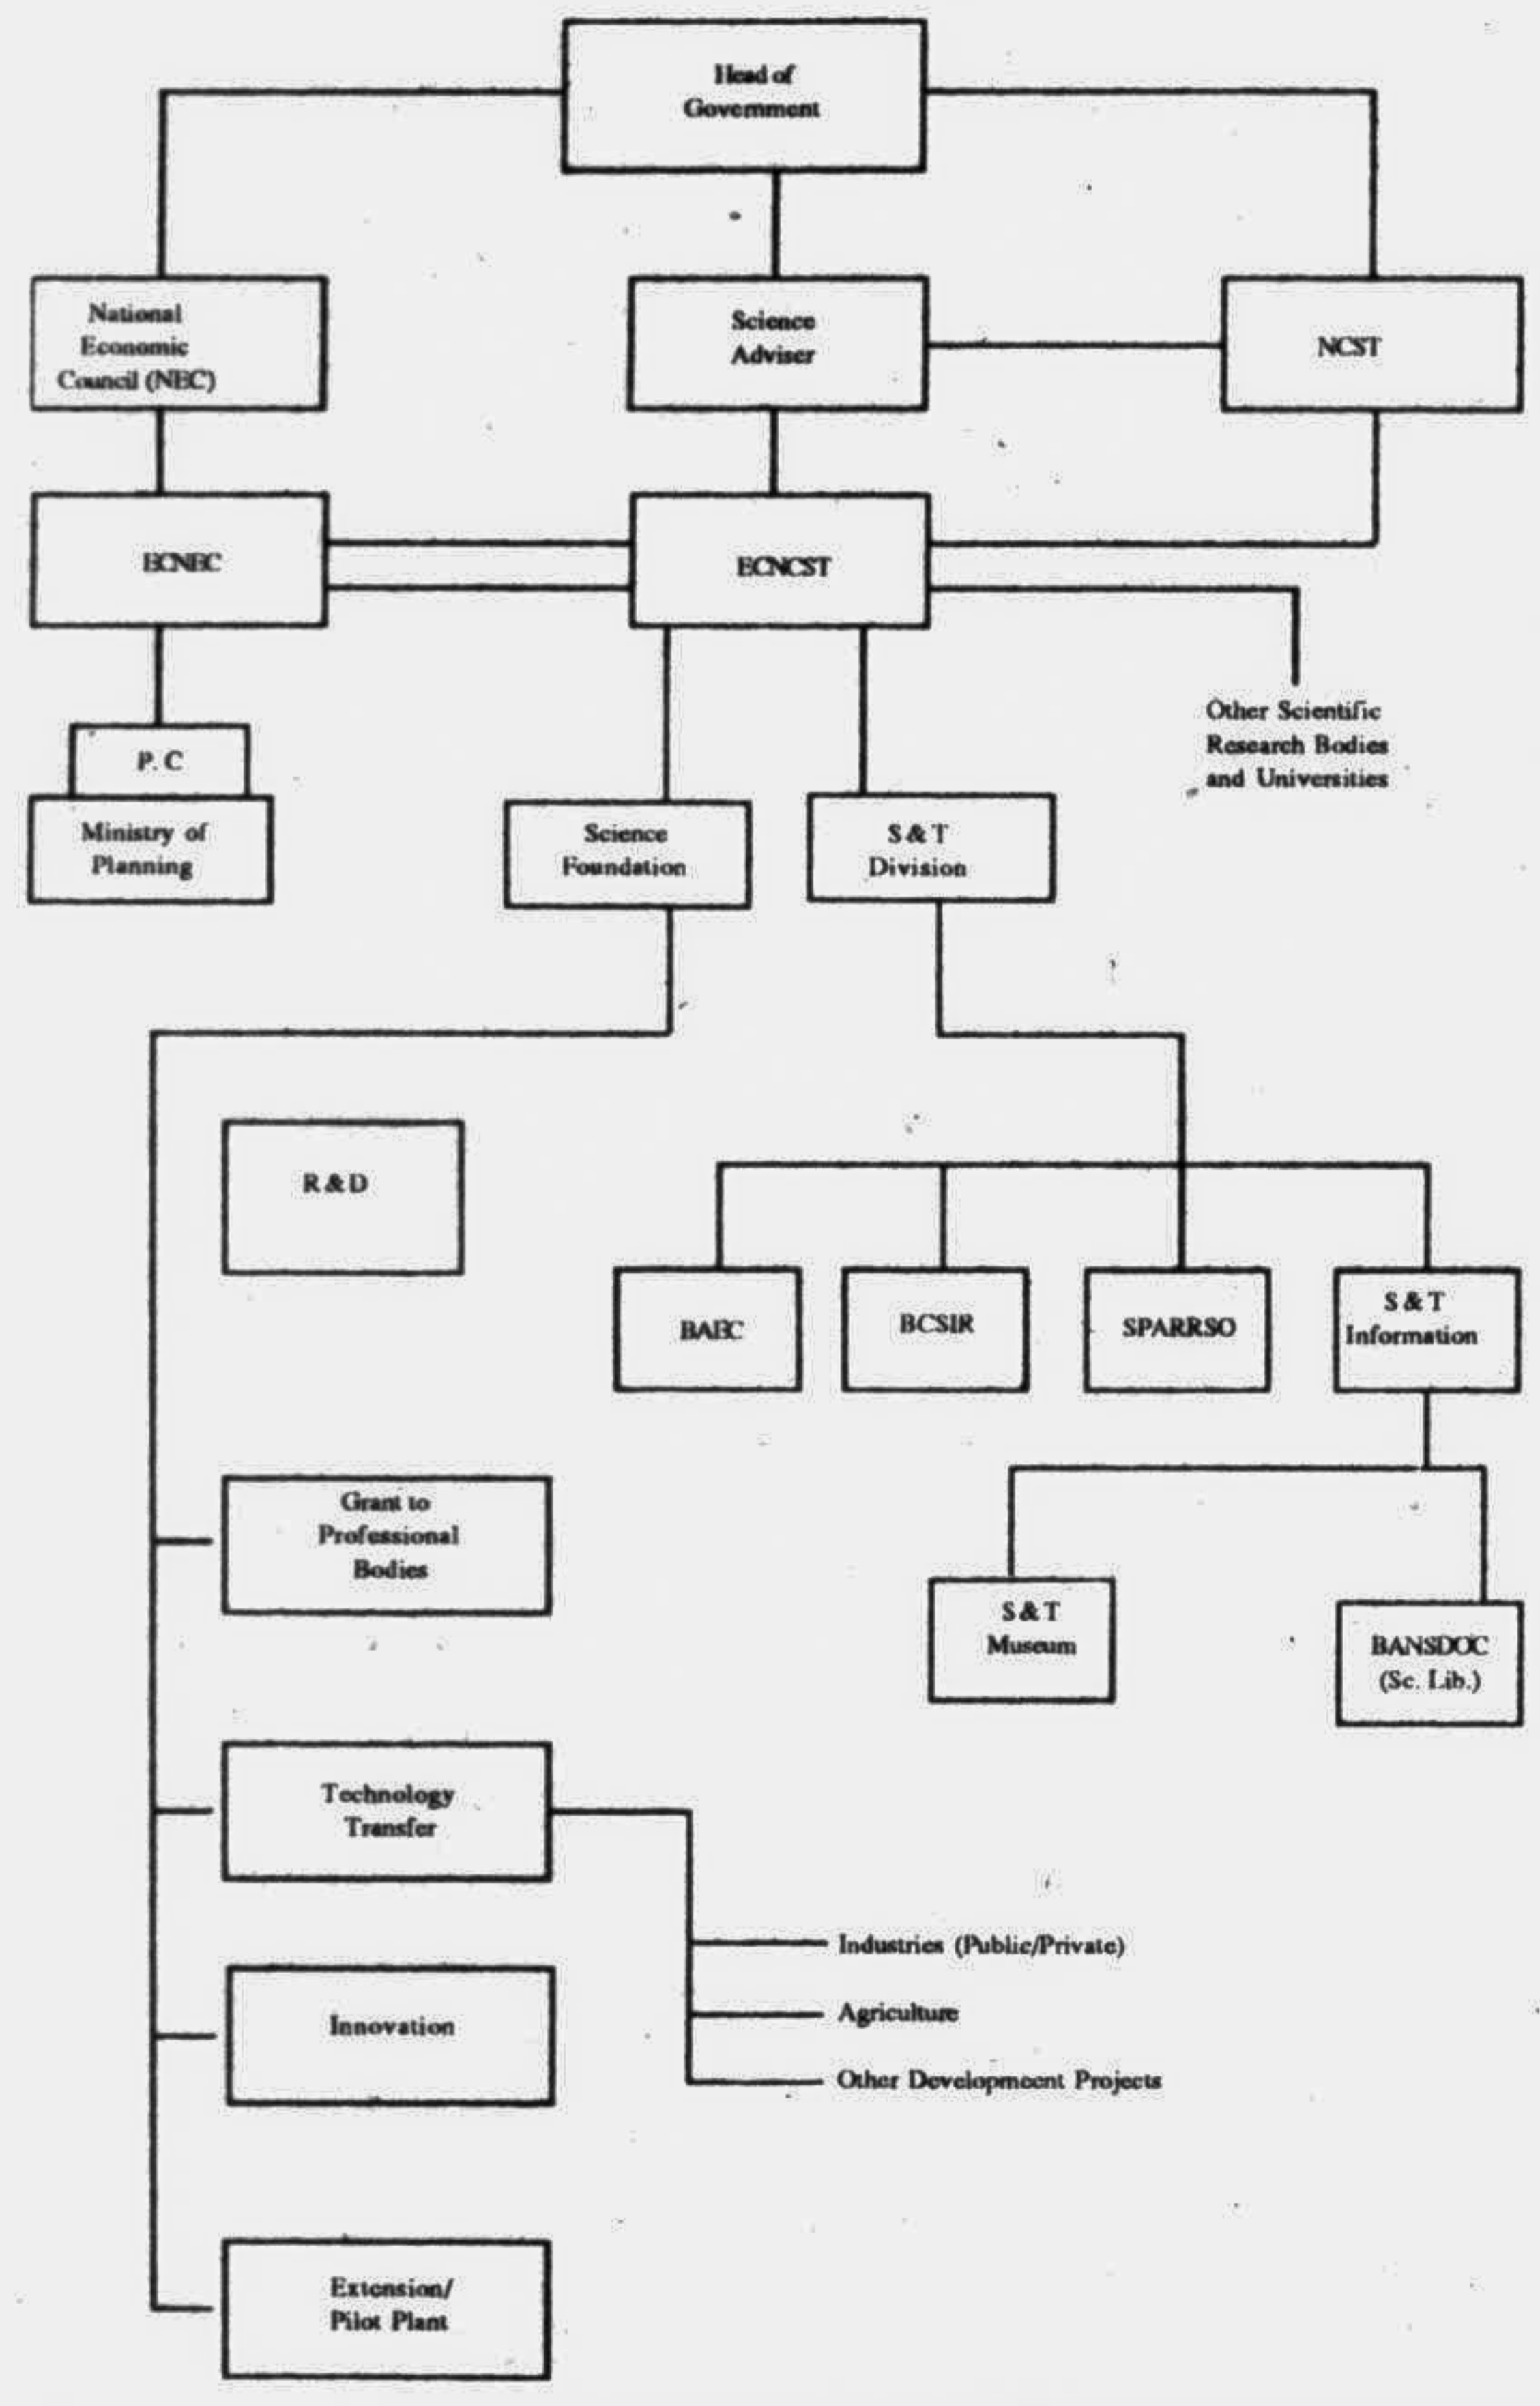 Head of
Government
National
Economic
Council (NEC)
Science
Adviser
NCST
ECNEC
ECNCST
P. C
Ministry of
Planning
Science
Foundation
S & T
Division
Other Scientific
Research Bodies
and Universities
R & D
BAEC
BCSIR
SPARRSO
S & T
Information
Grant to
Professional
Bodies
S & T
Museum
BANSDOC
(Sc. Lib.)
Technology
Transfer
Industries (Public/Private)
Innovation
Agriculture
Other Development Projects
Extension/
Pilot Plant